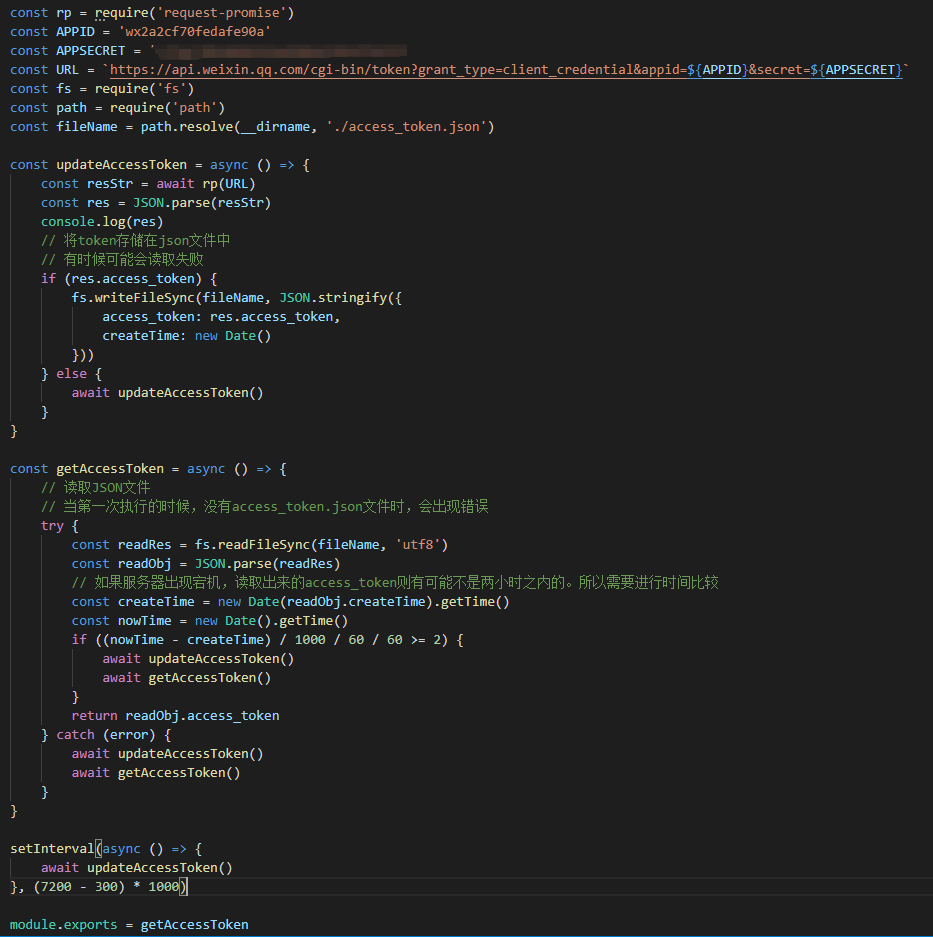 const rp = require('request-promise')
const APPID = 'wx2a2cf70fedafe90a'
const APPSECRET = '
const URL = `https://api.weixin.qq.com/cgi-bin/token?grant_type=client_credential&appid=${APPID}&secret=${APPSECRET}`
const fs = require('fs')
const path = require('path')
const fileName = path.resolve(__dirname, './access_token.json')
const updateAccessToken = async () => {
const resStr = await rp(URL)
const res = JSON.parse(resStr)
console.log(res)
// 将token存储在json文件中
// 有时候可能会读取失败
if (res.access_token) {
fs.writeFileSync(fileName, JSON.stringify({
access_token: res.access_token,
createTime: new Date()
}))
} else {
await updateAccessToken()
}
}
const getAccessToken = async () => {
// 读取JSON文件
// 当第一次执行的时候，没有access_token.json文件时，会出现错误
try {
const readRes = fs.readFileSync(fileName, 'utf8')
const readObj = JSON.parse(readRes)
// 如果服务器出现宕机，读取出来的access_token则有可能不是两小时之内的。所以需要进行时间比较
const createTime = new Date(readObj.createTime).getTime()
const nowTime = new Date().getTime()
if ((nowTime - createTime) / 1000 / 60 / 60 >= 2) {
await updateAccessToken()
await getAccessToken()
}
return readObj.access_token
} catch (error) {
await updateAccessToken()
await getAccessToken()
}
}
setInterval(async () => {
await updateAccessToken()
}, (7200 - 300) * 1000)
module.exports = getAccessToken